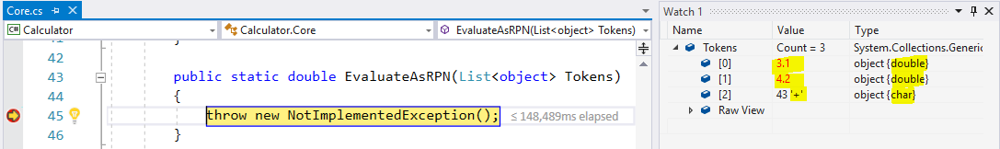 Core.cs
Calculator
Calculator.Core
EvaluateAsRPN(List<object> Tokens)
41 }
42
43 public static double EvaluateAsRPN(List<object> Tokens)
44 {
45 throw new NotImplementedException(); ≤ 148,489ms elapsed
46 }
Watch 1
Name Value Type
Tokens Count = 3 System.Collections.Generic
[0] 3.1 object {double}
[1] 4.2 object {double}
[2] 43 '+' object {char}
Raw View